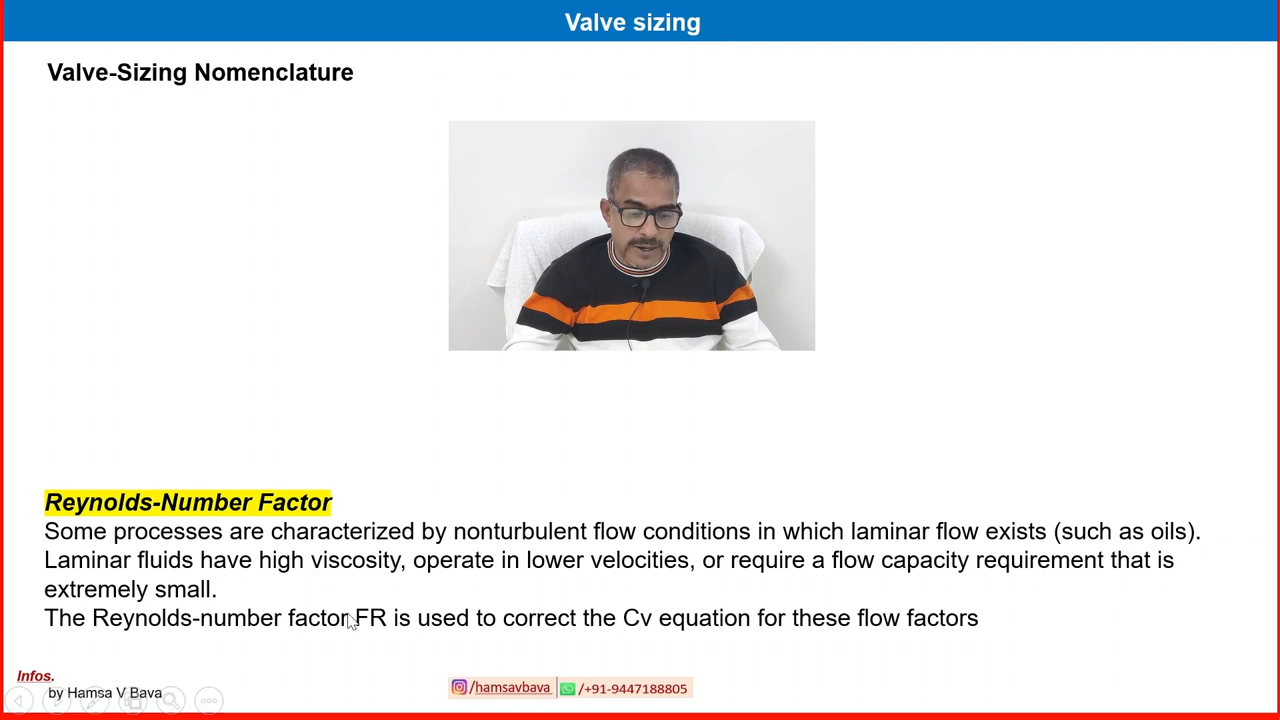 Valve sizing
Valve-Sizing Nomenclature
Reynolds-Number Factor
Some processes are characterized by nonturbulent flow conditions in which laminar flow exists (such as oils).
Laminar fluids have high viscosity, operate in lower velocities, or require a flow capacity requirement that is
extremely small.
The Reynolds-number factor FR is used to correct the Cv equation for these flow factors
Infos.
by Hamsa V Bava
/hamsavbava
/+91-9447188805